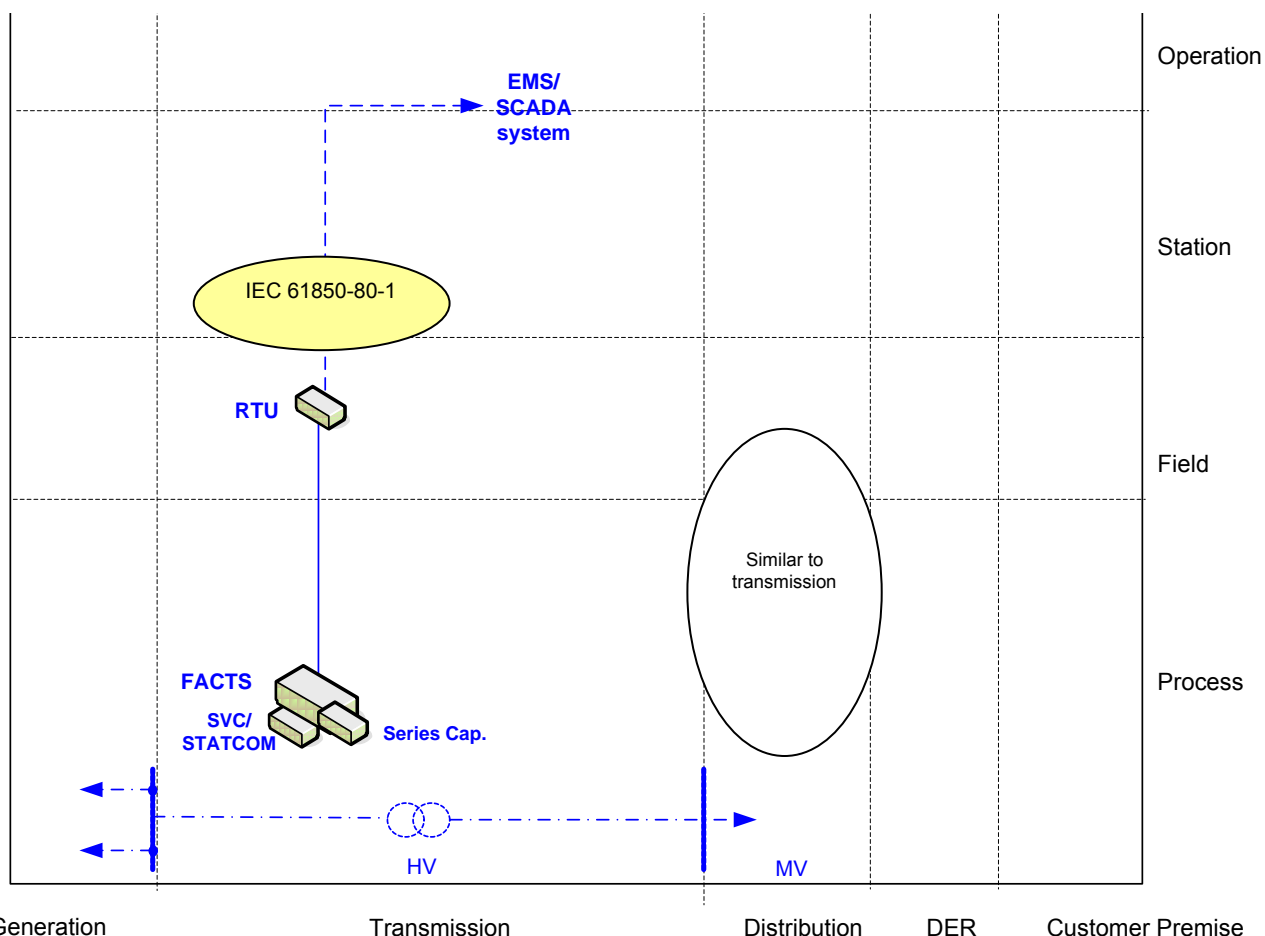 Operation
EMS/
SCADA
system
Station
IEC 61850-80-1
RTU
Field
Similar to
transmission
FACTS
Process
SVC/
STATCOM
Series Cap.
HV
MV
Generation
Transmission
Distribution
DER
Customer Premise